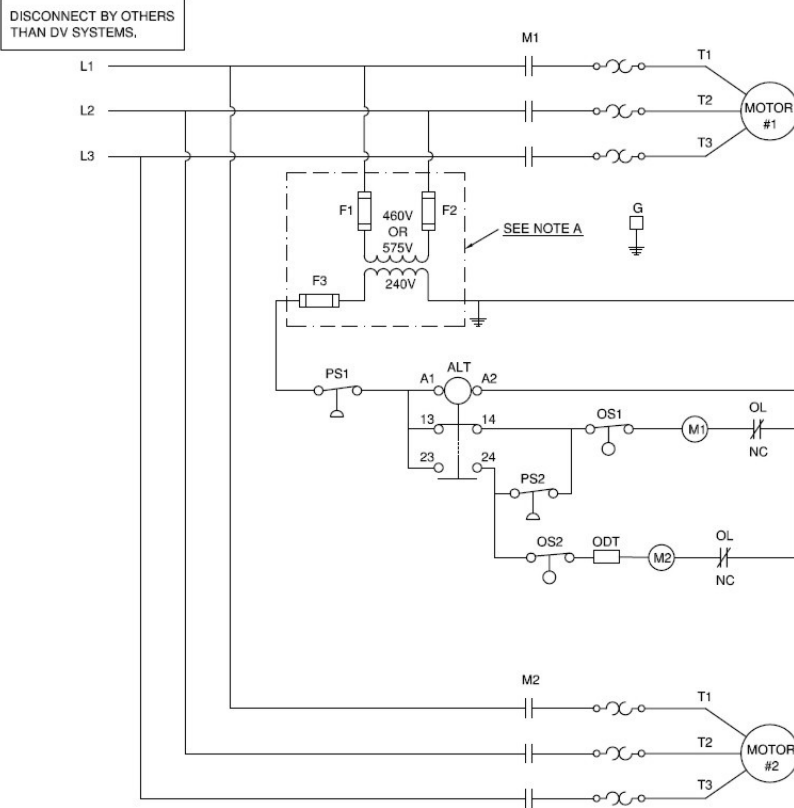 DISCONNECT BY OTHERS
THAN DV SYSTEMS.
M1
L1
T1
L2
T2
MOTOR
#1
L3
T3
F1
460V
OR
575V
F2
SEE NOTE A
G
F3
240V
PS1
ALT
A1
A2
13
14
OS1
M1
OL
NC
23
24
PS2
OS2
ODT
M2
OL
NC
M2
T1
T2
MOTOR
#2
T3